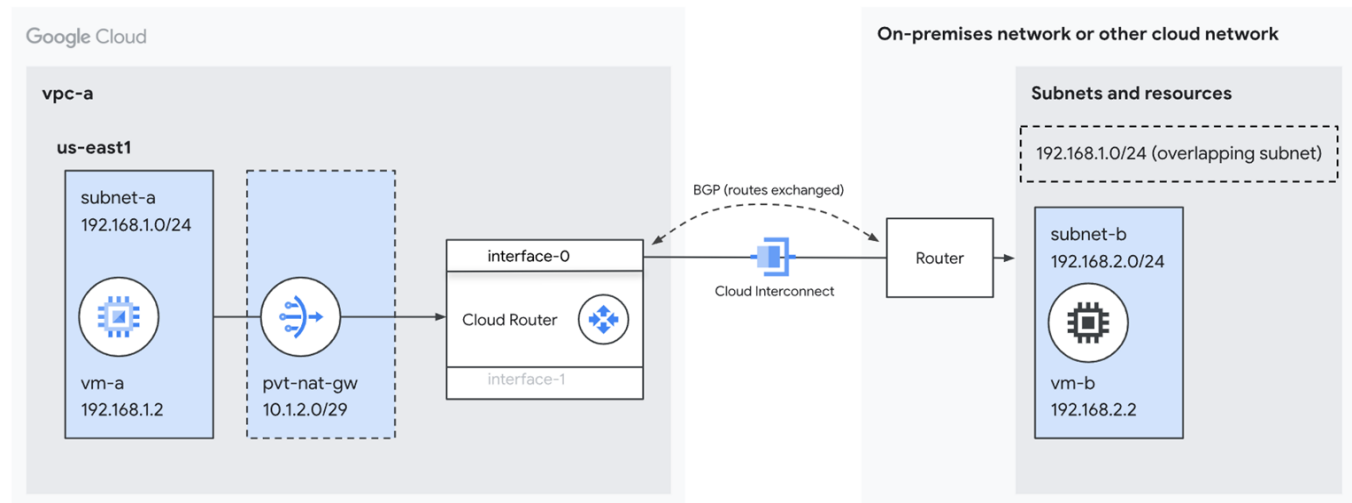 Google Cloud
vpc-a
us-east1
subnet-a
192.168.1.0/24
vm-a
192.168.1.2
pvt-nat-gw
10.1.2.0/29
interface-0
Cloud Router
interface-1
BGP (routes exchanged)
Cloud Interconnect
On-premises network or other cloud network
Router
Subnets and resources
192.168.1.0/24 (overlapping subnet)
subnet-b
192.168.2.0/24
vm-b
192.168.2.2